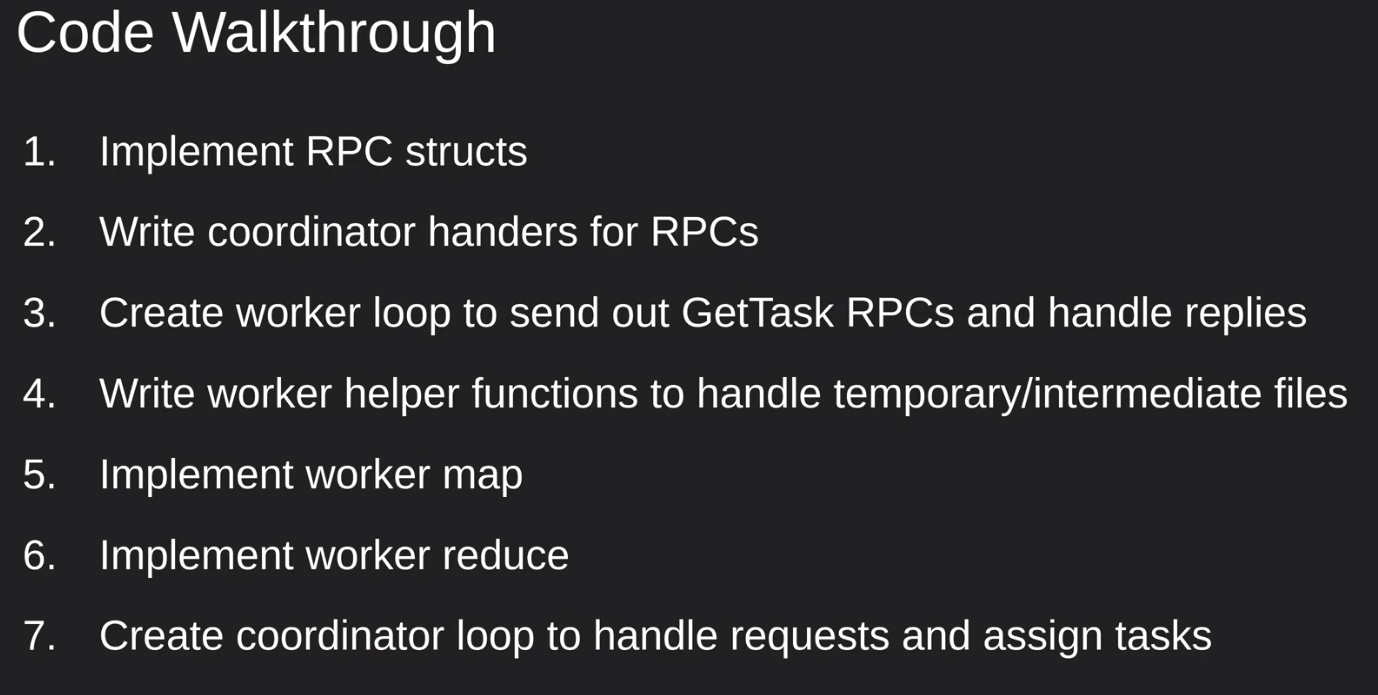 Code Walkthrough
1. Implement RPC structs
2. Write coordinator handers for RPCs
3. Create worker loop to send out GetTask RPCs and handle replies
4. Write worker helper functions to handle temporary/intermediate files
5. Implement worker map
6. Implement worker reduce
7. Create coordinator loop to handle requests and assign tasks